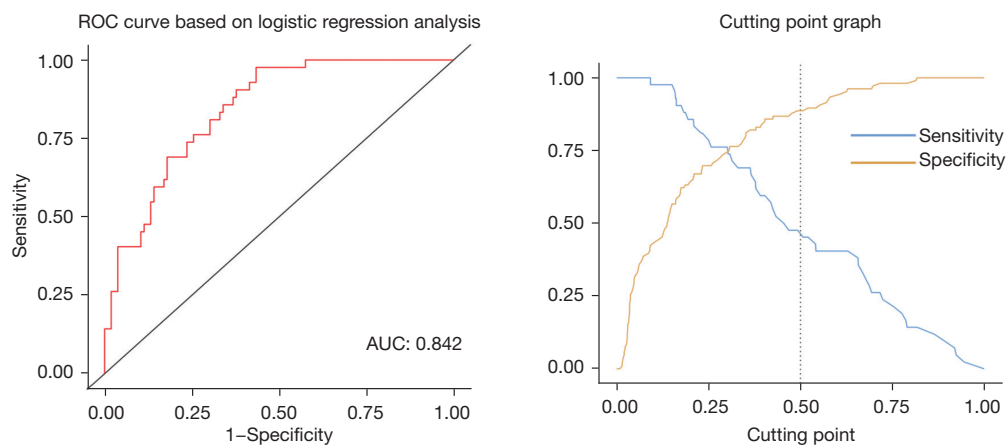 ROC curve based on logistic regression analysis
1.00
0.75
0.50
0.25
0.00
Sensitivity
AUC: 0.842
0.00 0.25 0.50 0.75 1.00
1−Specificity
Cutting point graph
1.00
0.75
0.50
0.25
0.00
Sensitivity
Specificity
0.00 0.25 0.50 0.75 1.00
Cutting point